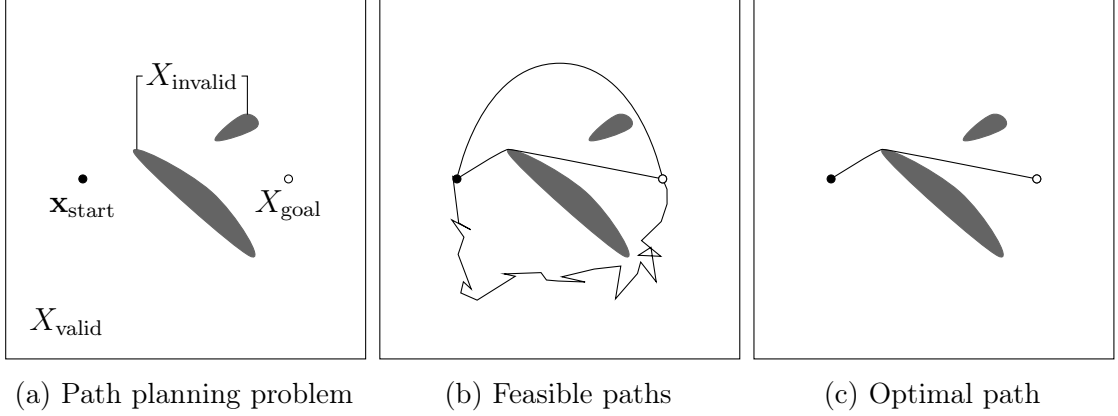 X_invalid
x_start
X_goal
X_valid
(a) Path planning problem
(b) Feasible paths
(c) Optimal path